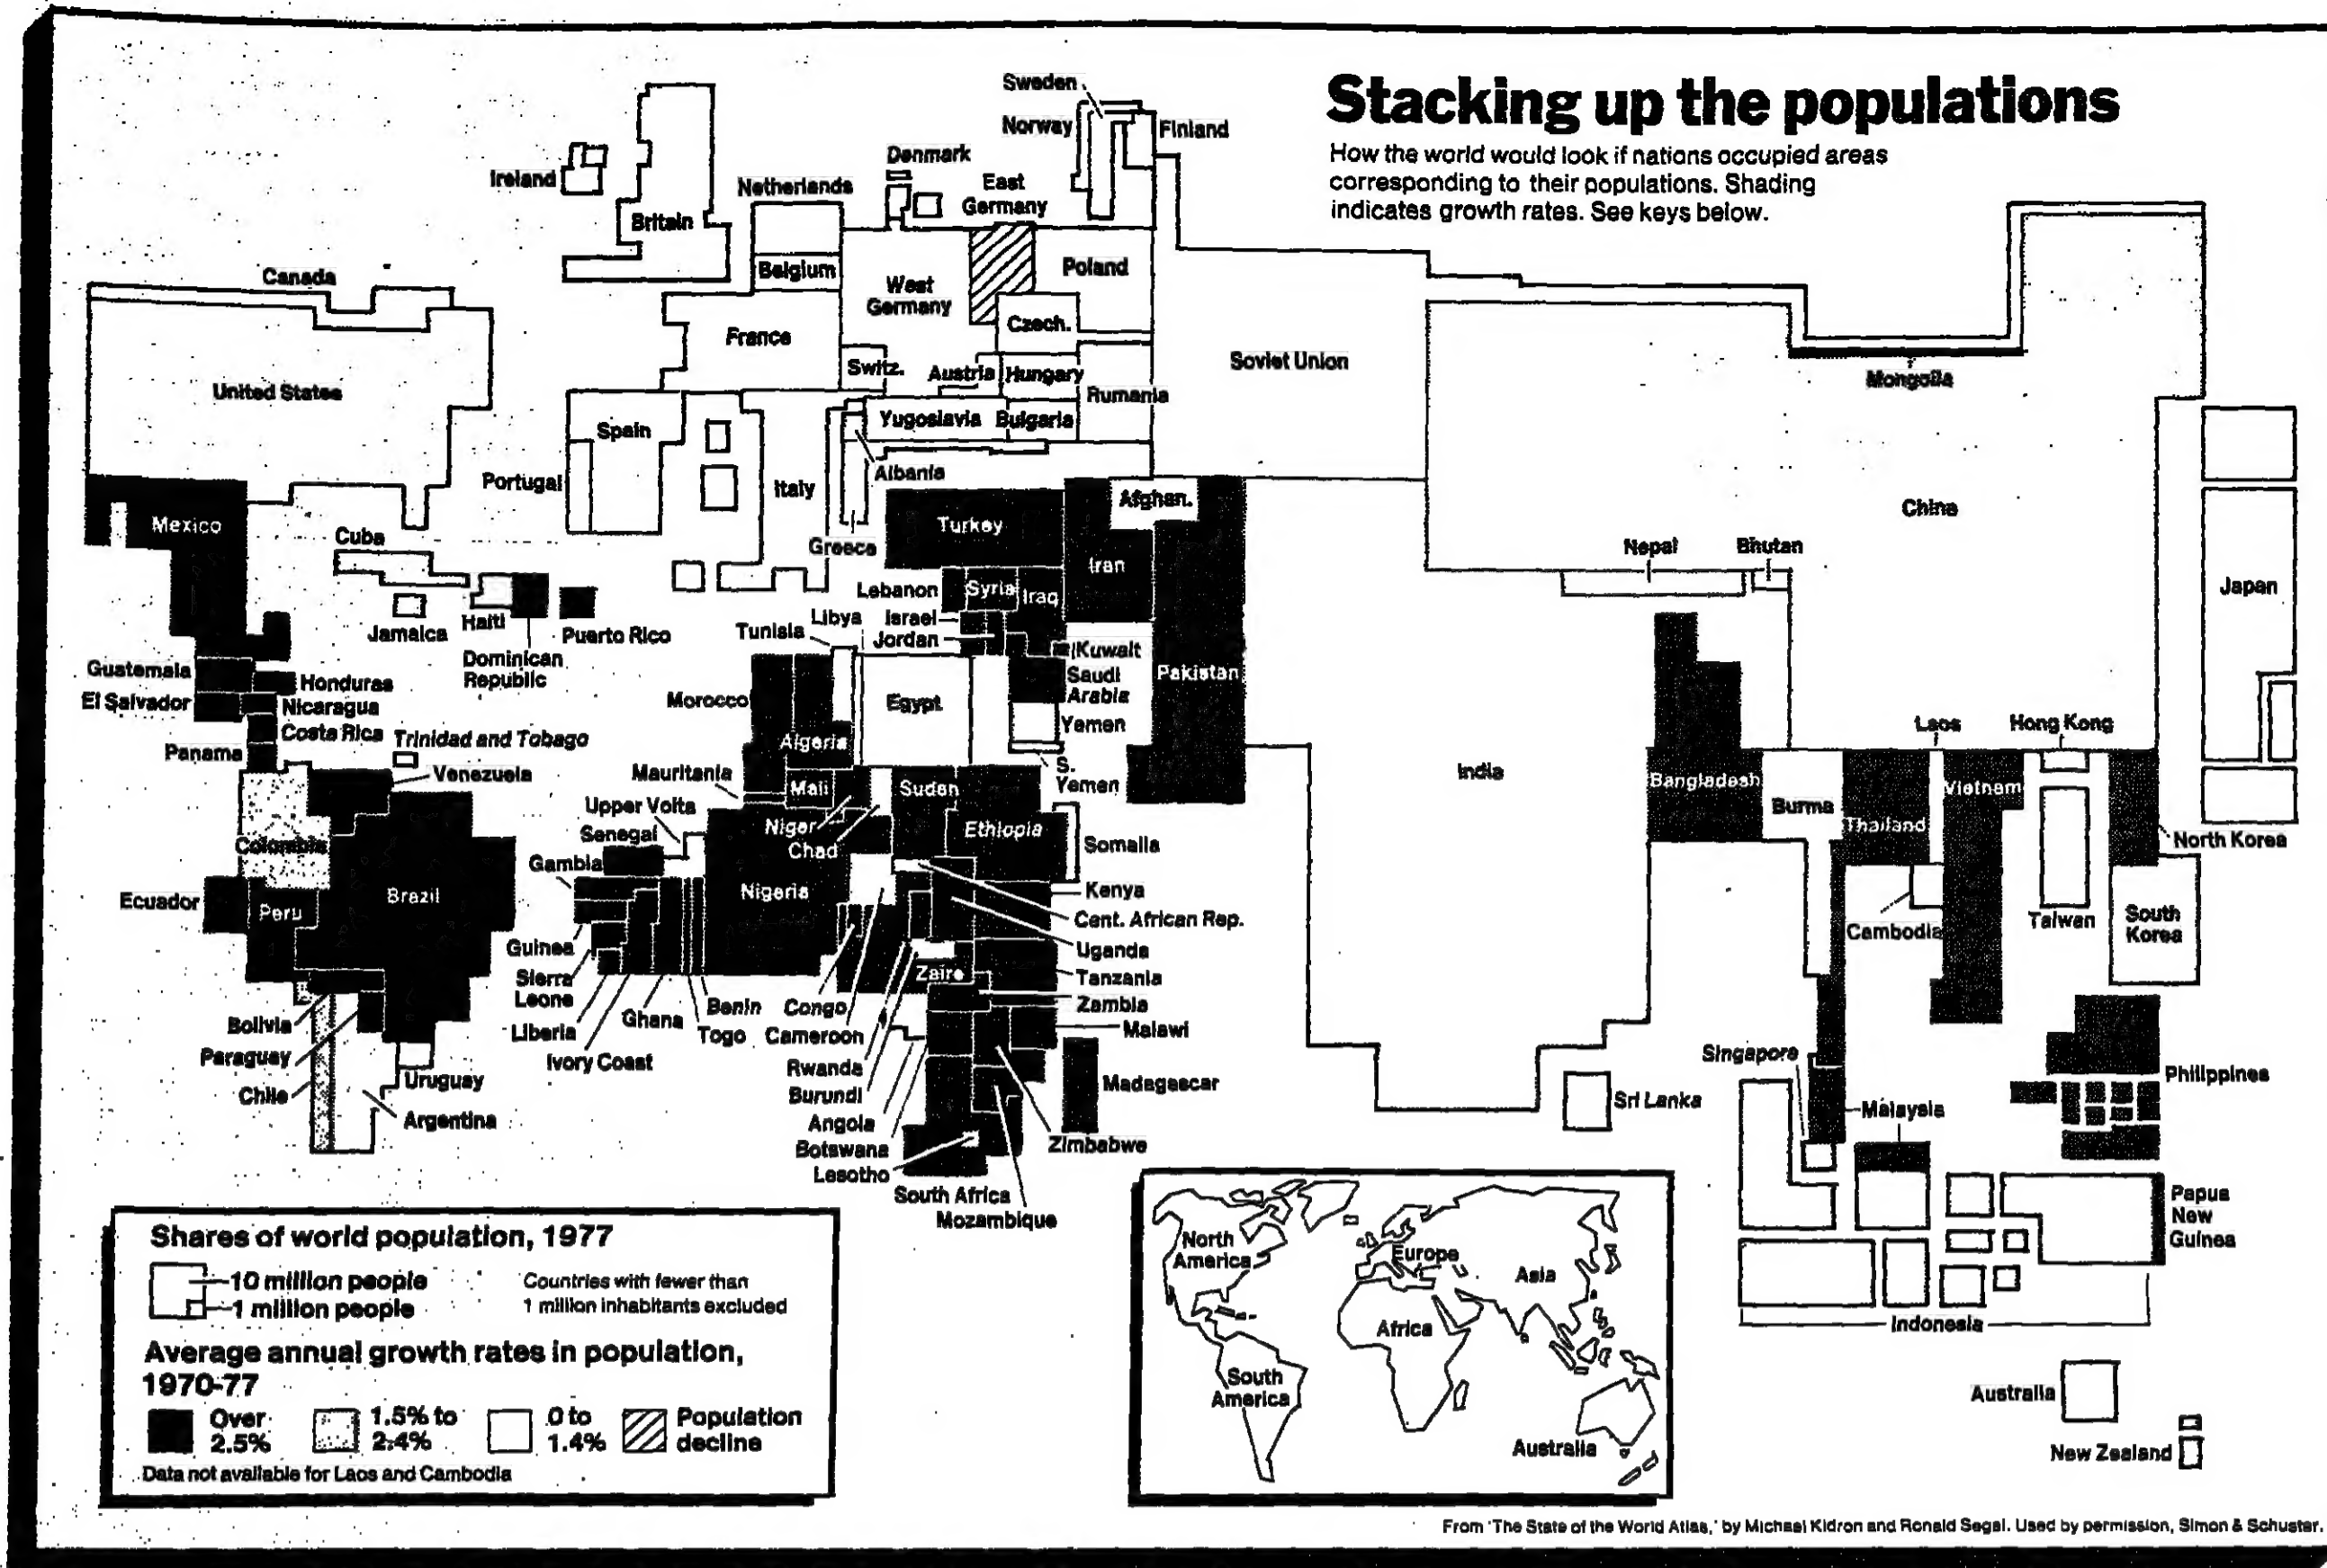 Stacking up the populations
How the world would look if nations occupied areas
corresponding to their populations. Shading
indicates growth rates. See keys below.
Sweden
Norway
Finland
Denmark
East
Germany
Ireland
Britain
Netherlands
Belgium
West
Germany
Poland
Czech.
France
Switz.
Austria
Hungary
Rumania
Yugoslavia
Bulgaria
Spain
Portugal
Italy
Albania
Greece
Soviet Union
Mongolia
China
Japan
Canada
United States
Mexico
Cuba
Jamaica
Haiti
Dominican
Republic
Puerto Rico
Guatemala
Honduras
El Salvador
Nicaragua
Costa Rica
Panama
Trinidad and Tobago
Venezuela
Colombia
Ecuador
Peru
Brazil
Bolivia
Paraguay
Chile
Uruguay
Argentina
Turkey
Afghan.
Iran
Lebanon
Syria
Iraq
Israel
Jordan
Kuwait
Saudi
Arabia
Yemen
S.
Yemen
Pakistan
Libya
Tunisia
Egypt
Morocco
Algeria
Mauritania
Mali
Sudan
Upper Volta
Senegal
Niger
Chad
Ethiopia
Somalia
Gambia
Nigeria
Kenya
Cent. African Rep.
Guinea
Uganda
Sierra
Leone
Zaire
Tanzania
Liberia
Ghana
Benin
Togo
Congo
Cameroon
Zambia
Malawi
Ivory Coast
Rwanda
Burundi
Angola
Botswana
Lesotho
Madagascar
Zimbabwe
South Africa
Mozambique
Nepal
Bhutan
India
Bangladesh
Burma
Laos
Hong Kong
Thailand
Vietnam
Cambodia
Taiwan
North Korea
South
Korea
Singapore
Sri Lanka
Malaysia
Philippines
Papua
New
Guinea
Indonesia
Australia
New Zealand
Shares of world population, 1977
10 million people
1 million people
Countries with fewer than
1 million inhabitants excluded
Average annual growth rates in population,
1970-77
Over
2.5%
1.5% to
2.4%
0 to
1.4%
Population
decline
Data not available for Laos and Cambodia
North
America
Europe
Asia
Africa
South
America
Australia
From 'The State of the World Atlas,' by Michael Kidron and Ronald Segal. Used by permission, Simon & Schuster.